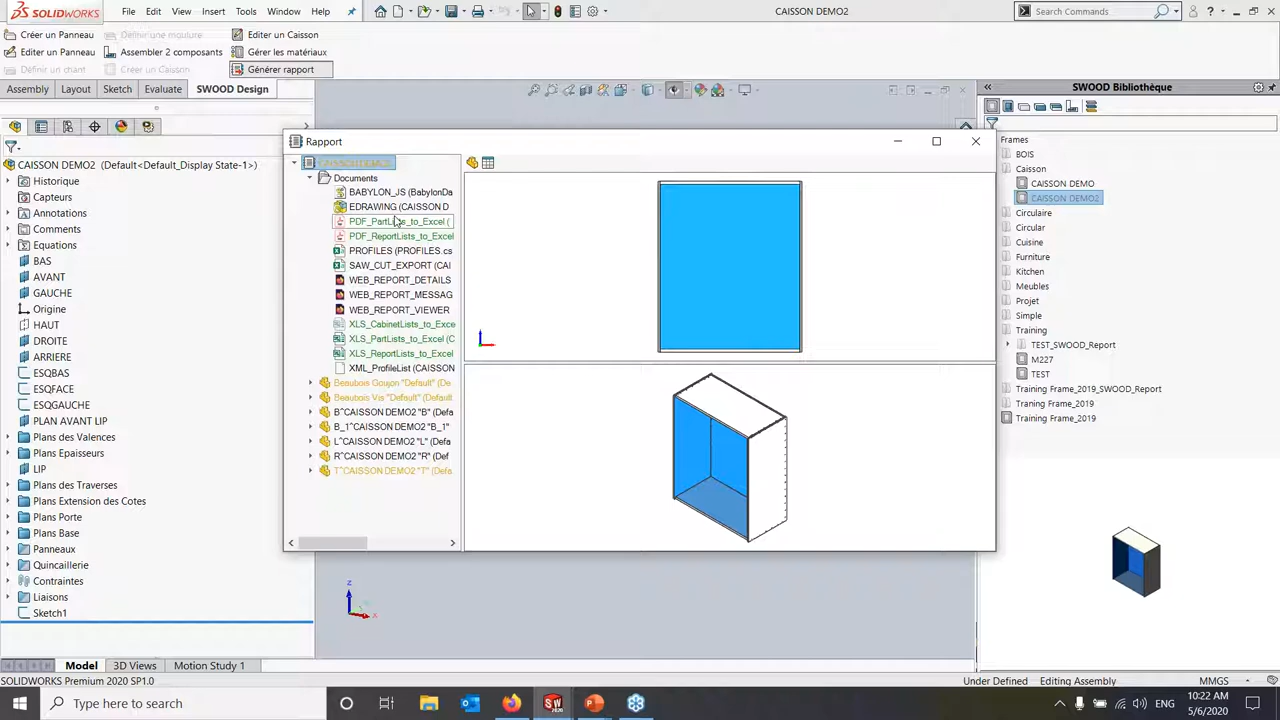 SOLIDWORKS File Edit View Insert Tools Window Help CAISSON DEMO2 Search Commands
Créer un Panneau Définir une moulure Editer un Caisson
Editer un Panneau Assembler 2 composants Gérer les matériaux
Définir un chant Créer un Caisson Générer rapport
Assembly Layout Sketch Evaluate SWOOD Design
SWOOD Bibliothèque
CAISSON DEMO2 (Default<Default_Display State-1>)
Historique
Capteurs
Annotations
Comments
Equations
BAS
AVANT
GAUCHE
Origine
HAUT
DROITE
ARRIERE
ESQBAS
ESQFACE
ESQGAUCHE
PLAN AVANT LIP
Plans des Valences
Plans Epaisseurs
LIP
Plans des Traverses
Plans Extension des Cotes
Plans Porte
Plans Base
Panneaux
Quincaillerie
Contraintes
Liaisons
Sketch1
Rapport
CAISSON DEMO2
Documents
BABYLON_JS (BabylonDa
EDRAWING (CAISSON D
PDF_PartLists_to_Excel (
PDF_ReportLists_to_Excel
PROFILES (PROFILES.cs
SAW_CUT_EXPORT (CAI
WEB_REPORT_DETAILS
WEB_REPORT_MESSAG
WEB_REPORT_VIEWER
XLS_CabinetLists_to_Exce
XLS_PartLists_to_Excel (C
XLS_ReportLists_to_Excel
XML_ProfileList (CAISSON
Beaubois Goujon "Default" (De
Beaubois Vis "Default" (Default
B^CAISSON DEMO2 "B" (Defa
B_1^CAISSON DEMO2 "B_1"
L^CAISSON DEMO2 "L" (Defa
R^CAISSON DEMO2 "R" (Def
T^CAISSON DEMO2 "T" (Defa
Frames
BOIS
Caisson
CAISSON DEMO
CAISSON DEMO2
Circulaire
Circular
Cuisine
Furniture
Kitchen
Meubles
Projet
Simple
Training
TEST_SWOOD_Report
M227
TEST
Training Frame_2019_SWOOD_Report
Training Frame_2019
Training Frame_2019
Z
X
Model 3D Views Motion Study 1
SOLIDWORKS Premium 2020 SP1.0 Under Defined Editing Assembly MMGS
Type here to search
ENG
10:22 AM
5/6/2020